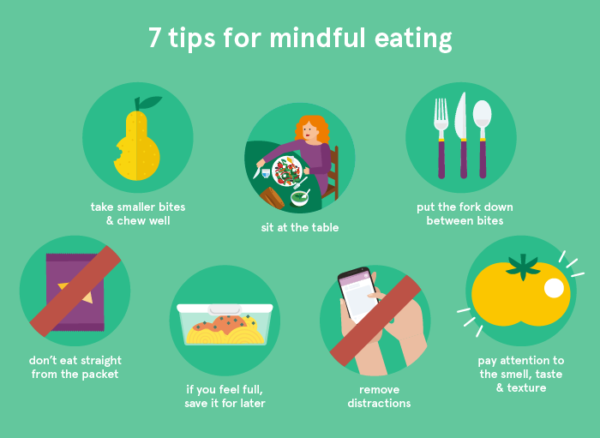 7 tips for mindful eating
take smaller bites
& chew well
sit at the table
put the fork down
between bites
don't eat straight
from the packet
if you feel full,
save it for later
remove
distractions
pay attention to
the smell, taste
& texture